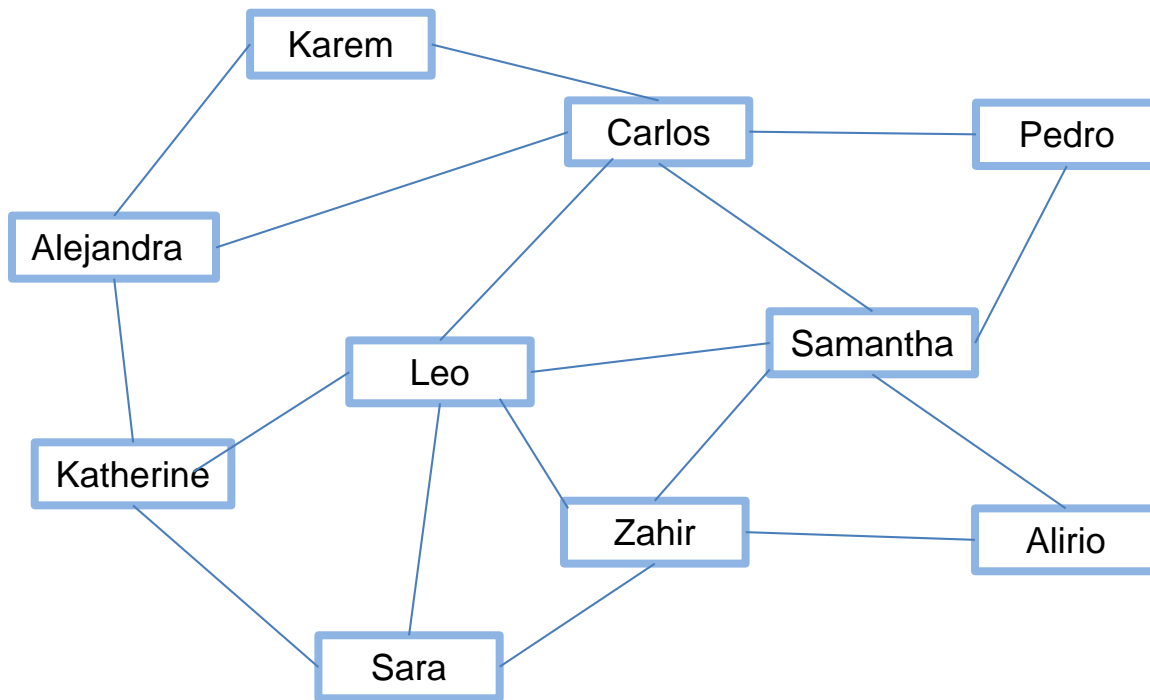 Karem
Carlos
Pedro
Alejandra
Samantha
Leo
Katherine
Zahir
Alirio
Sara